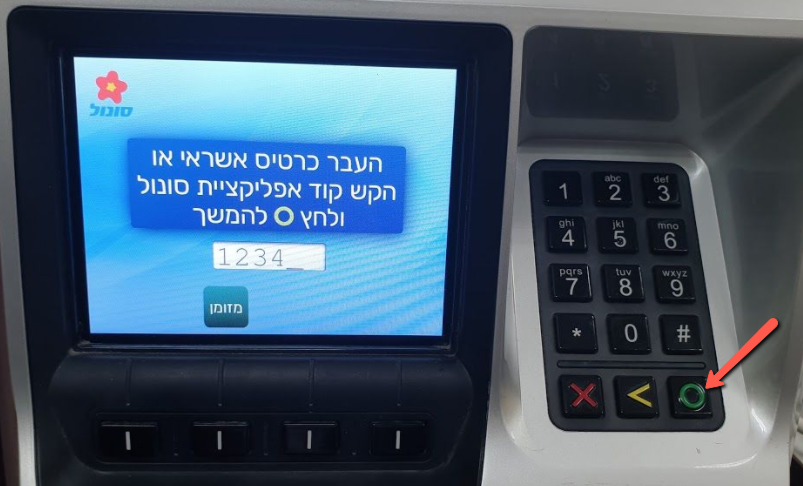 סונול
העבר כרטיס אשראי או
הקש קוד אפליקציית סונול
ולחץ O להמשך
1234_
מזומן
1 abc 2 def 3
ghi 4 jkl 5 mno 6
pqrs 7 tuv 8 wxyz 9
* 0 #
X < O